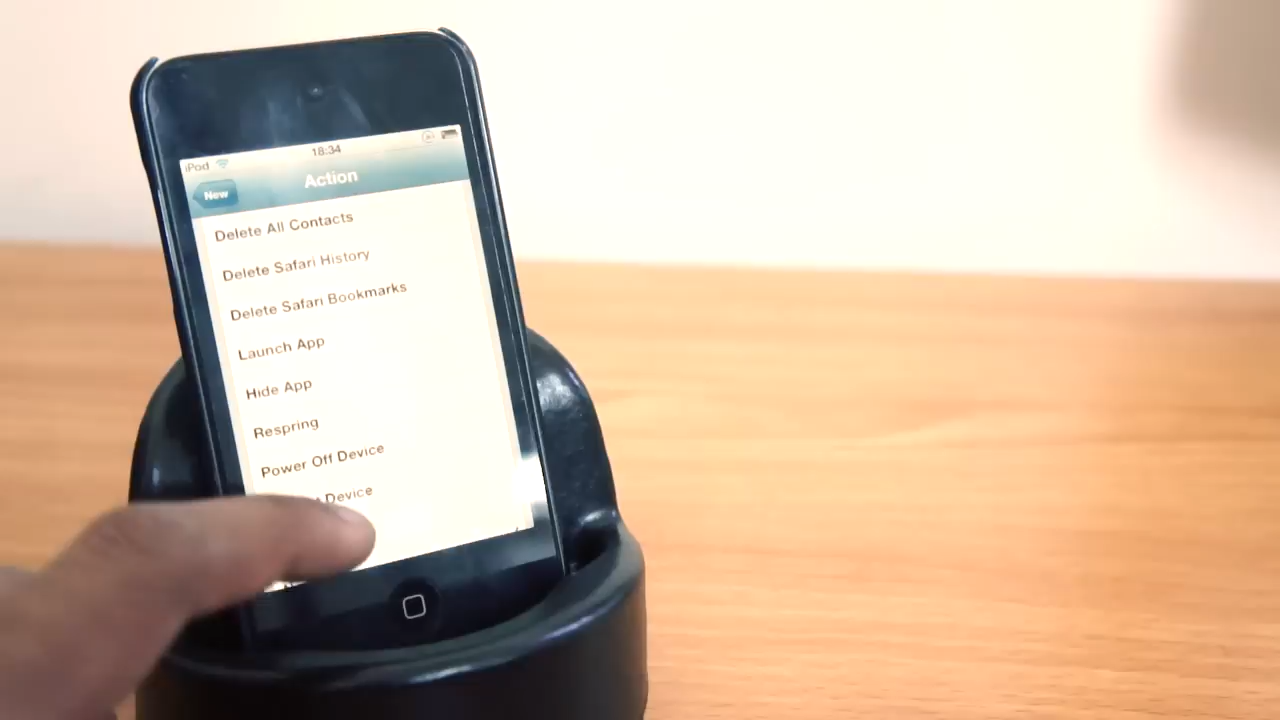 iPod 18:34
New Action
Delete All Contacts
Delete Safari History
Delete Safari Bookmarks
Launch App
Hide App
Respring
Power Off Device
Device